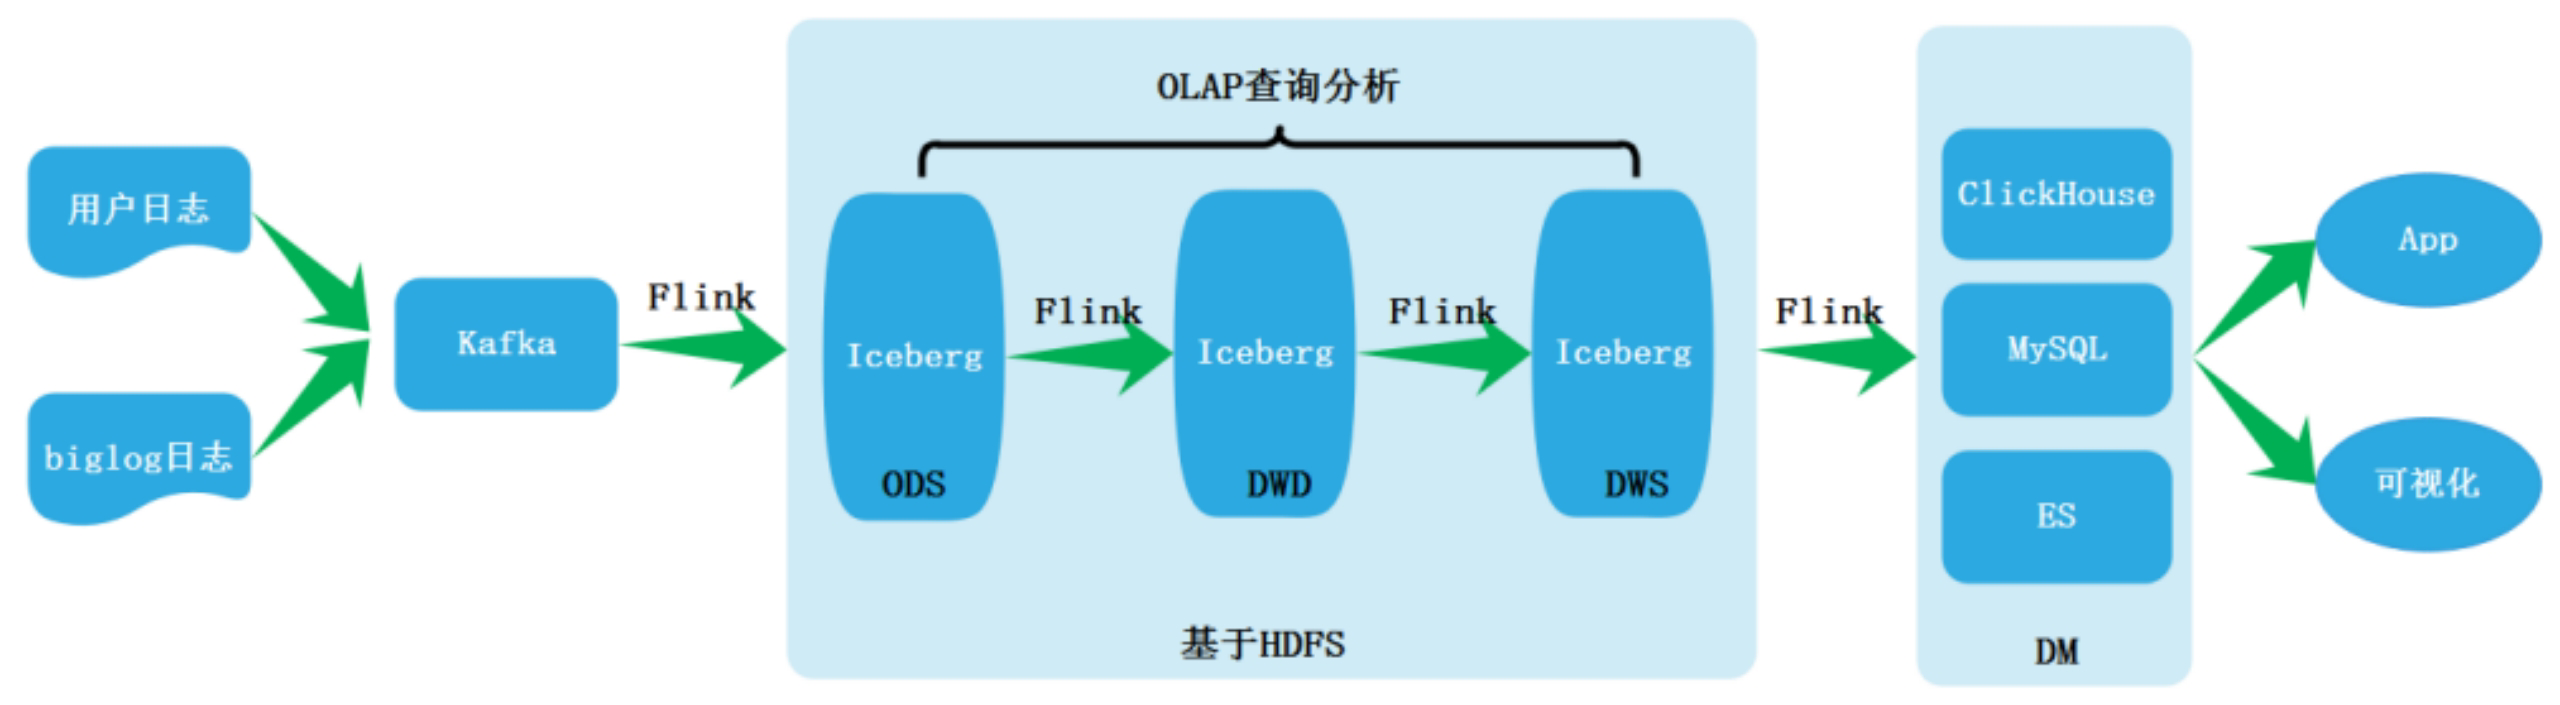 用户日志
biglog日志
Kafka
Flink
OLAP查询分析
Iceberg
ODS
Flink
Iceberg
DWD
Flink
Iceberg
DWS
基于HDFS
Flink
ClickHouse
MySQL
ES
DM
App
可视化